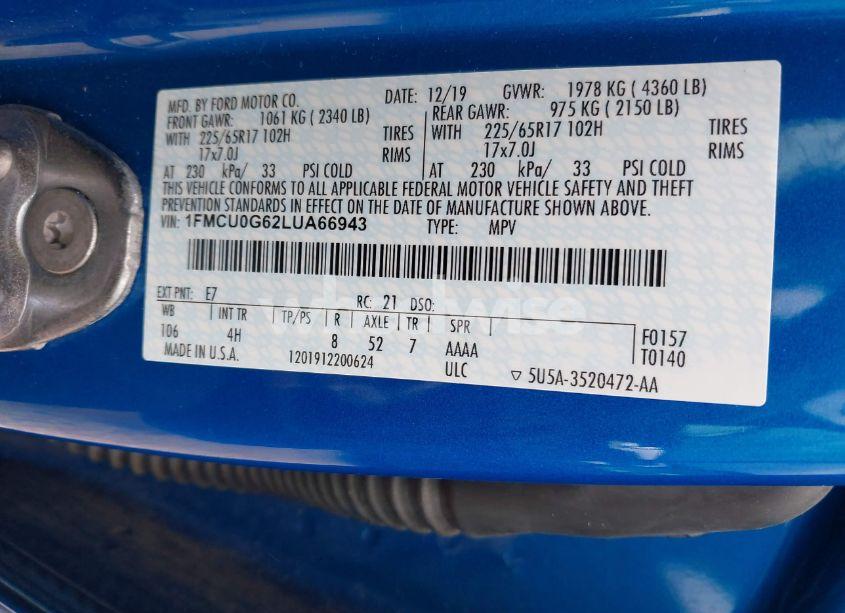 MFD. BY FORD MOTOR CO. DATE: 12/19 GVWR: 1978 KG ( 4360 LB)
FRONT GAWR: 1061 KG ( 2340 LB) REAR GAWR: 975 KG ( 2150 LB)
WITH 225/65R17 102H TIRES WITH 225/65R17 102H TIRES
17x7.0J RIMS 17x7.0J RIMS
AT 230 kPa/ 33 PSI COLD AT 230 kPa/ 33 PSI COLD
THIS VEHICLE CONFORMS TO ALL APPLICABLE FEDERAL MOTOR VEHICLE SAFETY AND THEFT
PREVENTION STANDARDS IN EFFECT ON THE DATE OF MANUFACTURE SHOWN ABOVE.
VIN: 1FMCU0G62LUA66943 TYPE: MPV
EXT PNT: E7 RC: 21 DSO:
WB INT TR TP/PS R AXLE TR SPR F0157
106 4H 8 52 7 AAAA T0140
MADE IN U.S.A. 1201912200624 ULC ▽ 5U5A-3520472-AA